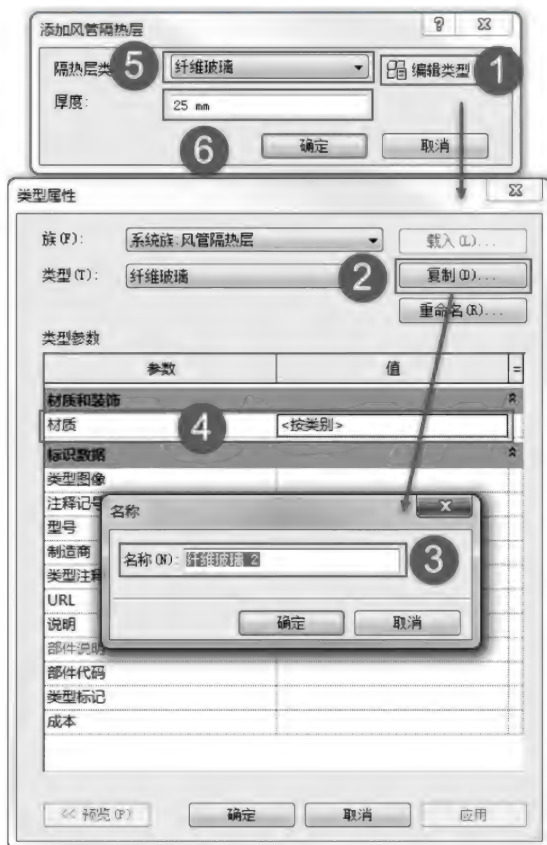 添加风管隔热层
隔热层类 5 纤维玻璃 编辑类型 1
厚度: 25 mm
6 确定 取消
类型属性
族(F): 系统族:风管隔热层 载入(L)...
类型(T): 纤维玻璃 2 复制(D)...
重命名(R)...
类型参数
参数 值 =
材质和装饰
材质 4 <按类别>
标识数据
类型图像
注释记号
型号 名称
制造商 名称(N): 纤维玻璃 2 3
类型注释
URL
说明 确定 取消
部件说明
部件代码
类型标记
成本
<< 预览(P) 确定 取消 应用